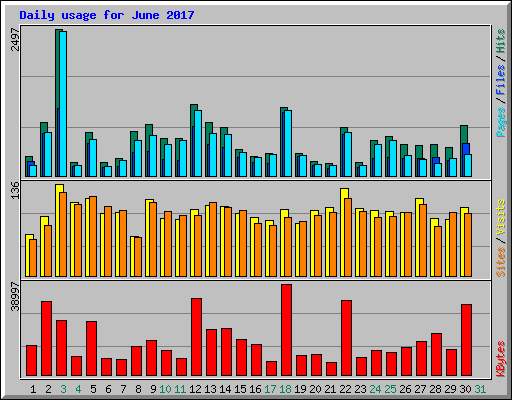 Daily usage for June 2017
2497
Pages / Files / Hits
136
Sites / Visits
38997
KBytes
1 2 3 4 5 6 7 8 9 10 11 12 13 14 15 16 17 18 19 20 21 22 23 24 25 26 27 28 29 30 31